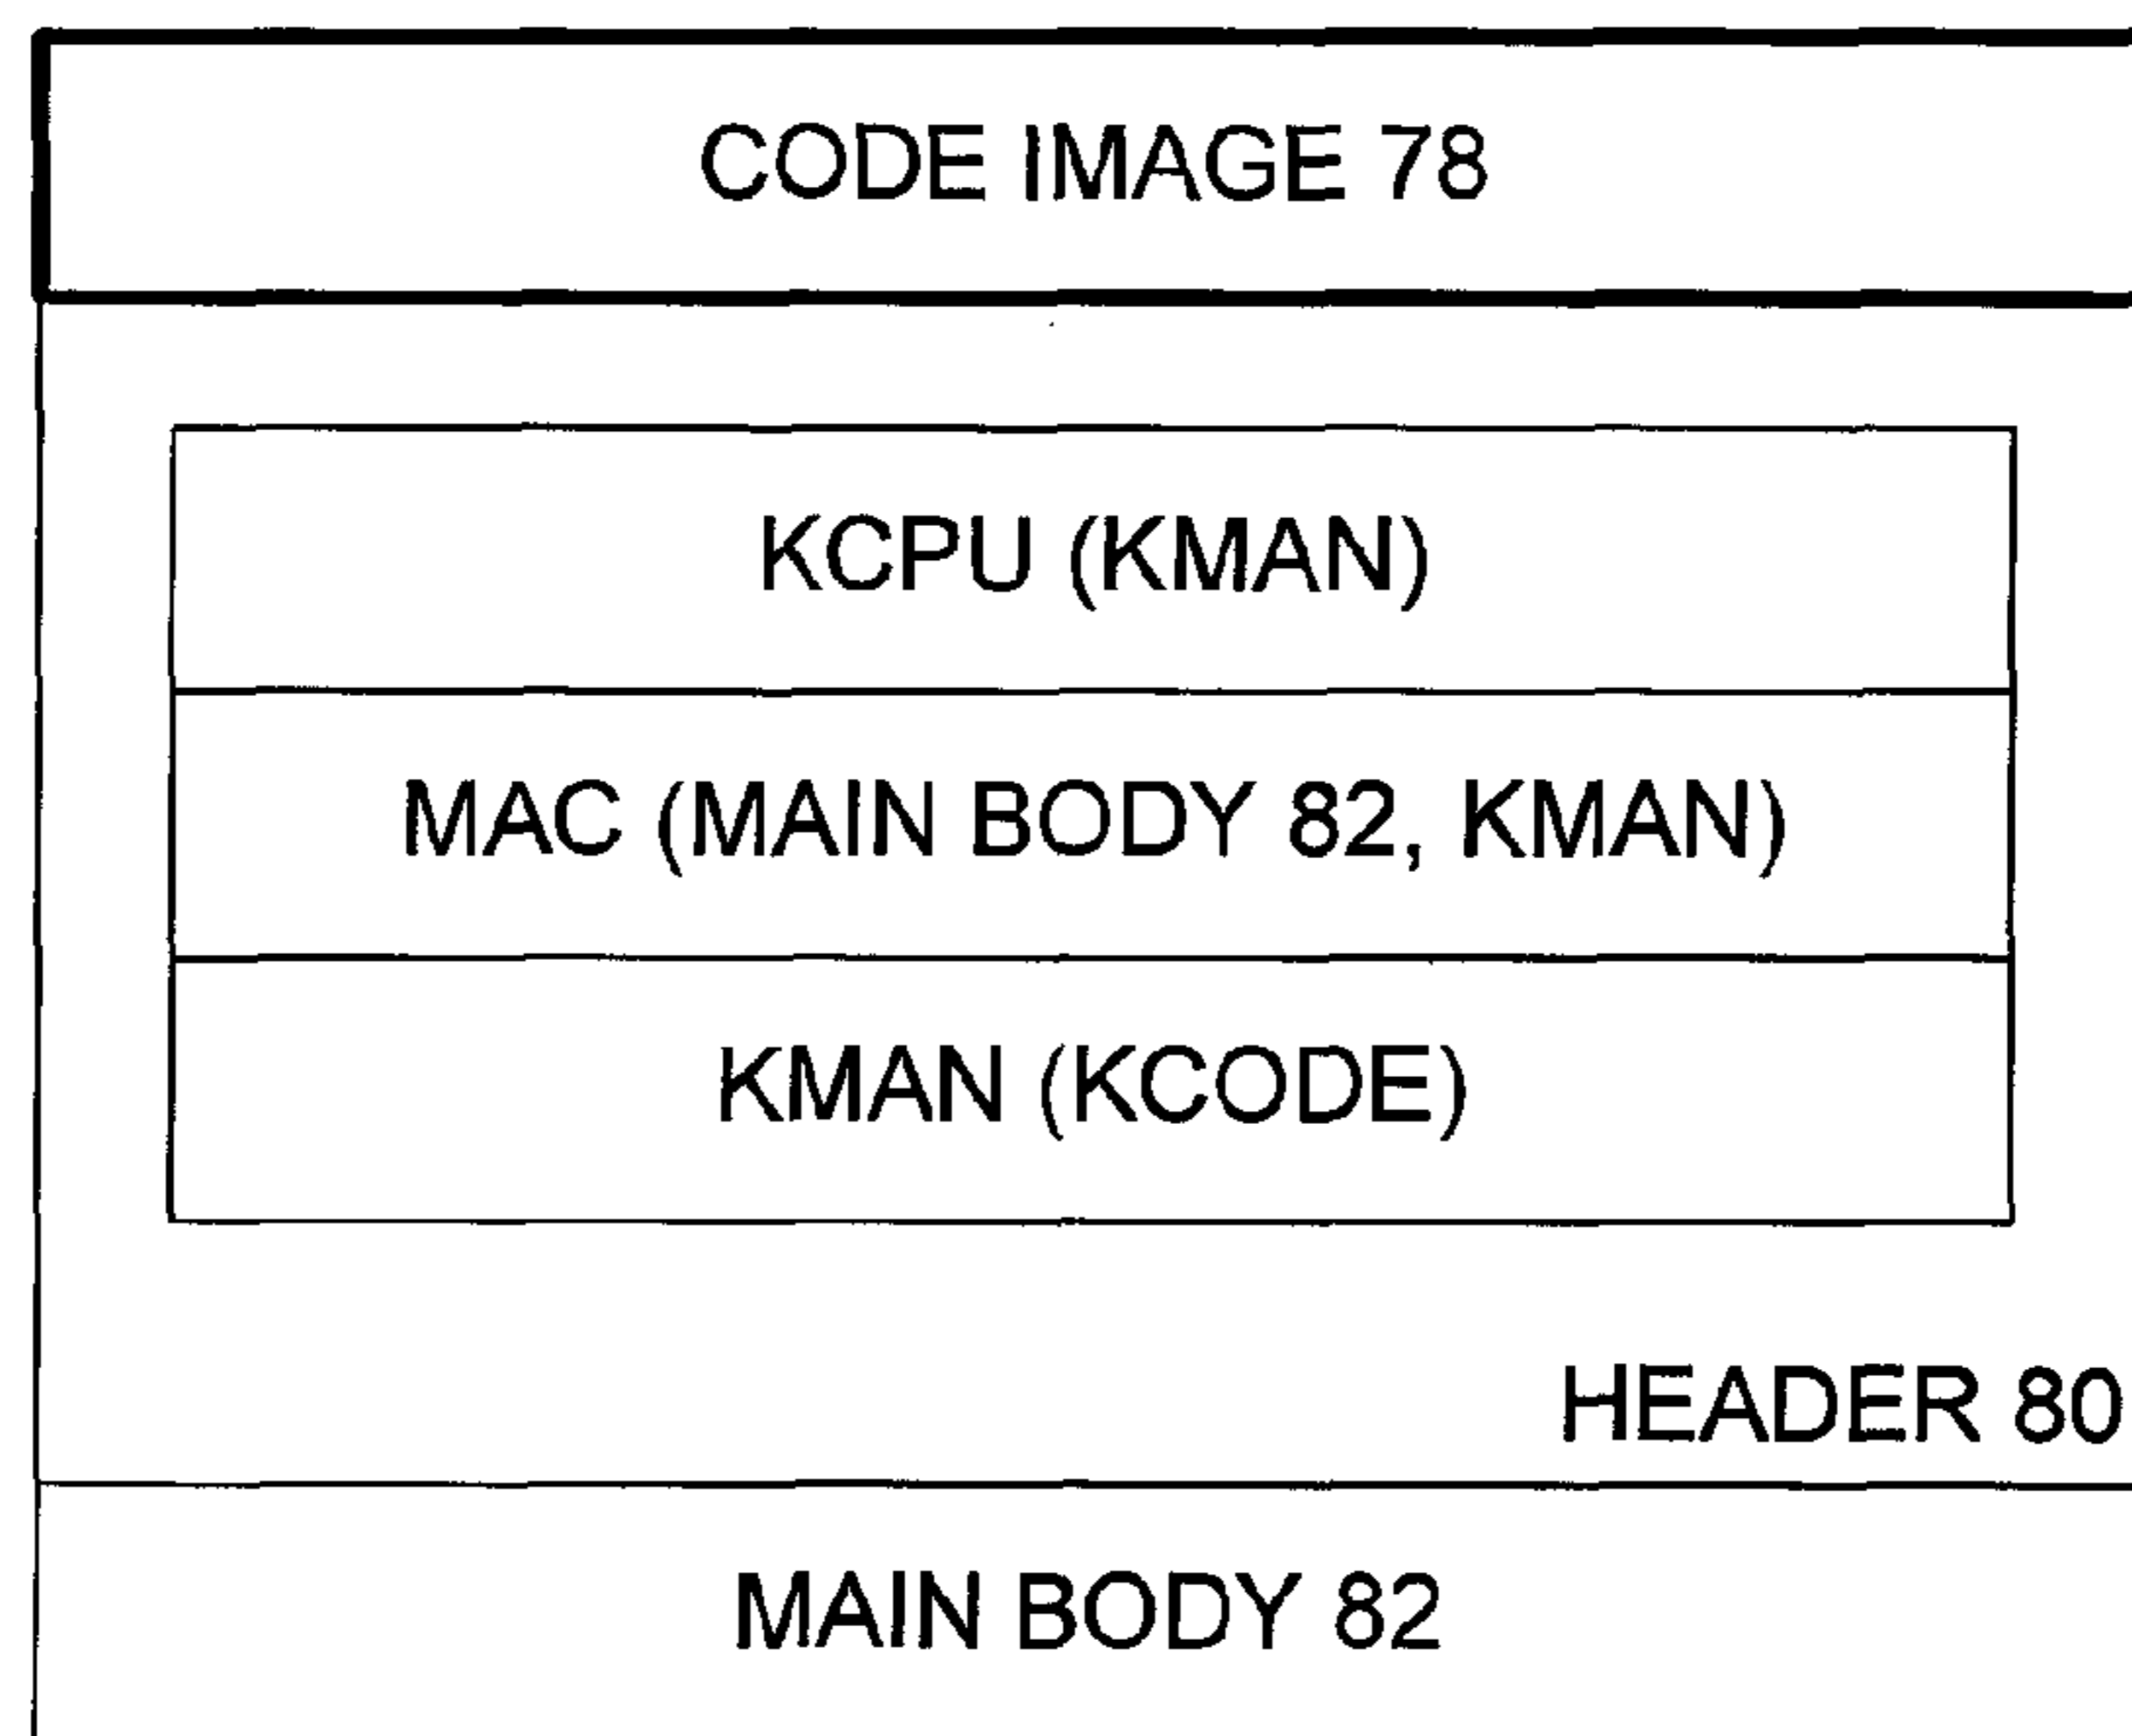 CODE IMAGE 78
KCPU (KMAN)
MAC (MAIN BODY 82, KMAN)
KMAN (KCODE)
HEADER 80
MAIN BODY 82